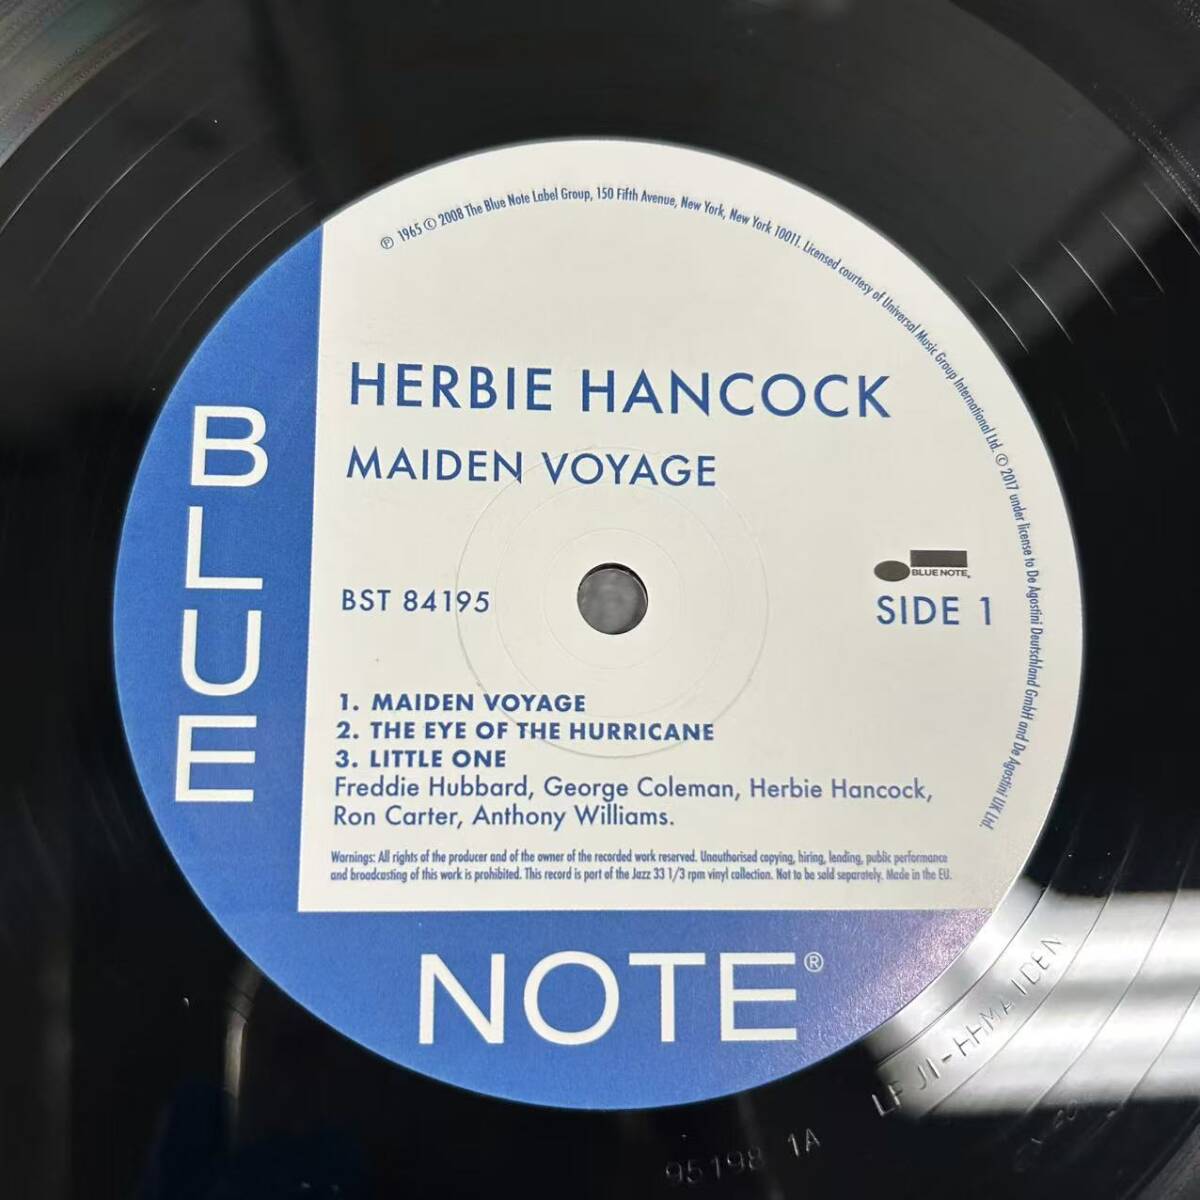 ℗ 1965 © 2008 The Blue Note Label Group, 150 Fifth Avenue, New York, New York 10011. Licensed courtesy of Universal Music Group International Ltd. © 2017 under license to De Agostini Deutschland GmbH and De Agostini UK Ltd.
HERBIE HANCOCK
MAIDEN VOYAGE
BLUE NOTE®
BST 84195
SIDE 1
1. MAIDEN VOYAGE
2. THE EYE OF THE HURRICANE
3. LITTLE ONE
Freddie Hubbard, George Coleman, Herbie Hancock,
Ron Carter, Anthony Williams.
Warnings: All rights of the producer and of the owner of the recorded work reserved. Unauthorised copying, hiring, lending, public performance
and broadcasting of this work is prohibited. This record is part of the Jazz 33 1/3 rpm vinyl collection. Not to be sold separately. Made in the EU.
BLUE
NOTE®
LP JI-HHMAIDEN
95198 1A